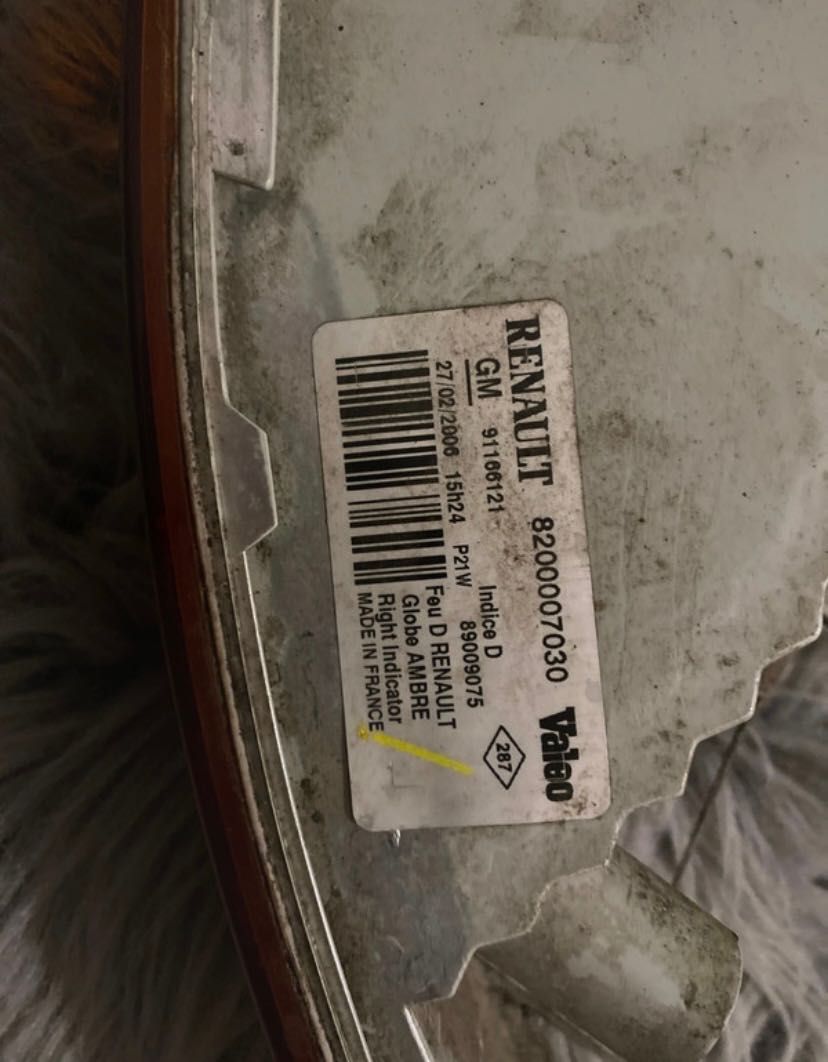 RENAULT 8200007030 Valeo
GM 91166121 Indice D
89009075 287
27/02/2006 15h24 P21W
Feu D RENAULT
Globe AMBRE
Right Indicator
MADE IN FRANCE